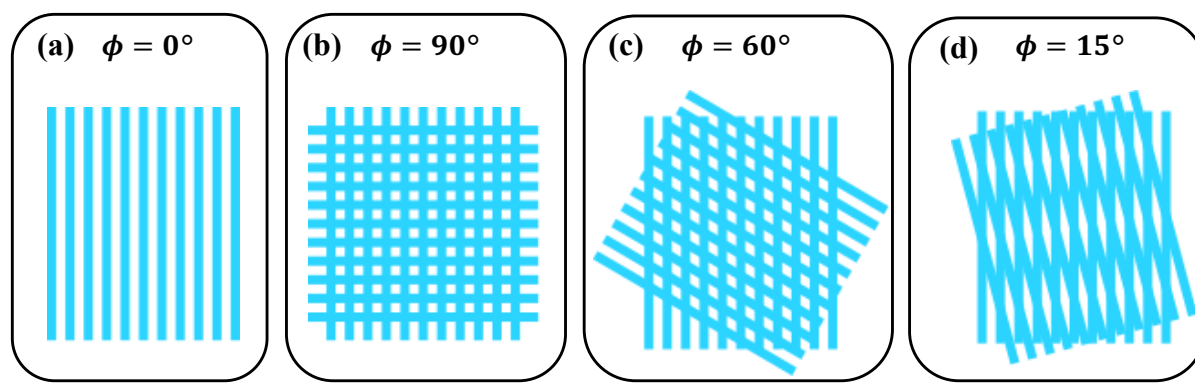 (a) ϕ = 0°
(b) ϕ = 90°
(c) ϕ = 60°
(d) ϕ = 15°